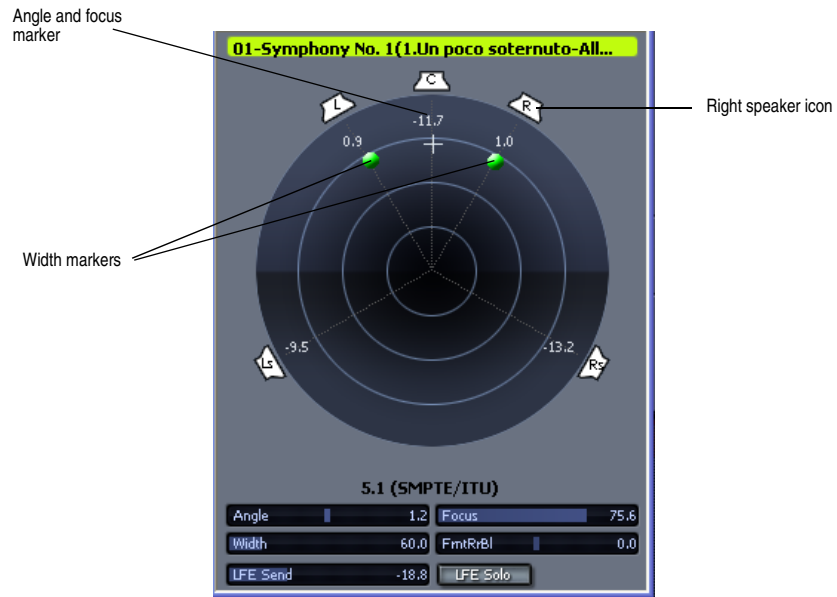 Angle and focus
marker
01-Symphony No. 1(1.Un poco soternuto-All...
C
L
R
Right speaker icon
-11.7
0.9
1.0
Width markers
-9.5
-13.2
Ls
Rs
5.1 (SMPTE/ITU)
Angle 1.2 Focus 75.6
Width 60.0 FrntRrBl 0.0
LFE Send -18.8 LFE Solo